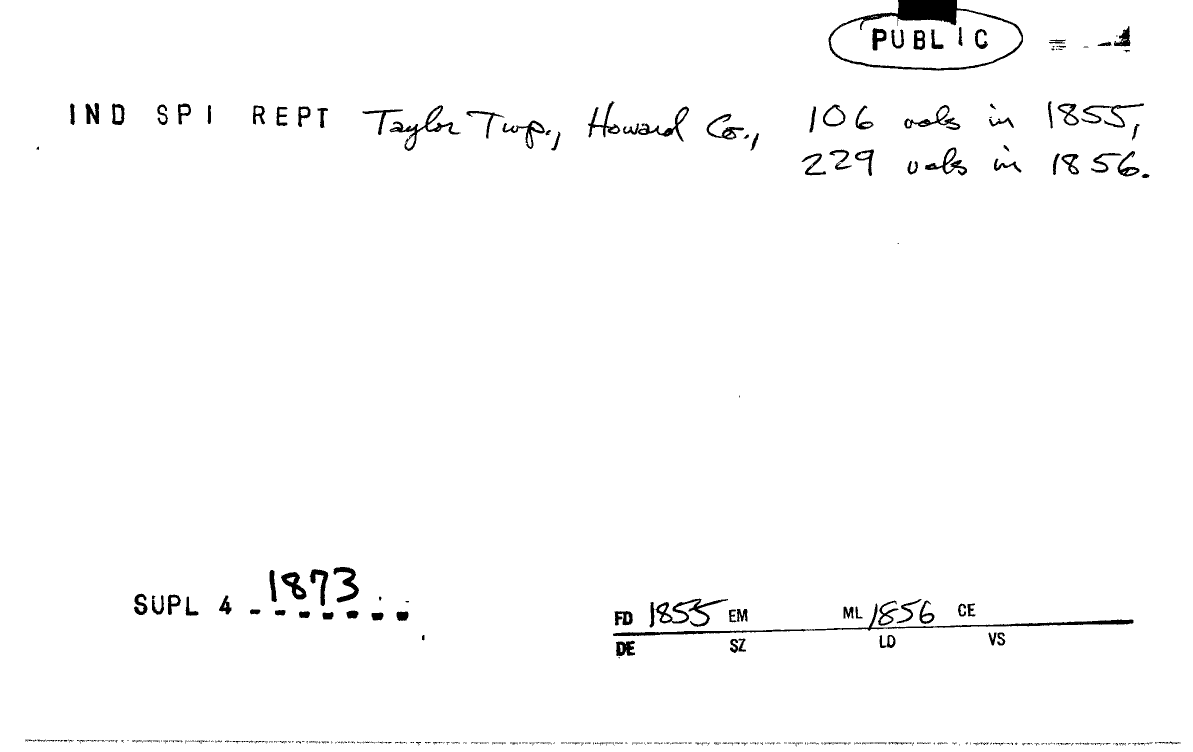 PUBLIC
IND SPI REPT Taylor Twp., Howard Co., 106 vols in 1855,
229 vols in 1856.
SUPL 4 1873
FD 1855 EM ML 1856 CE
DE SZ LD VS